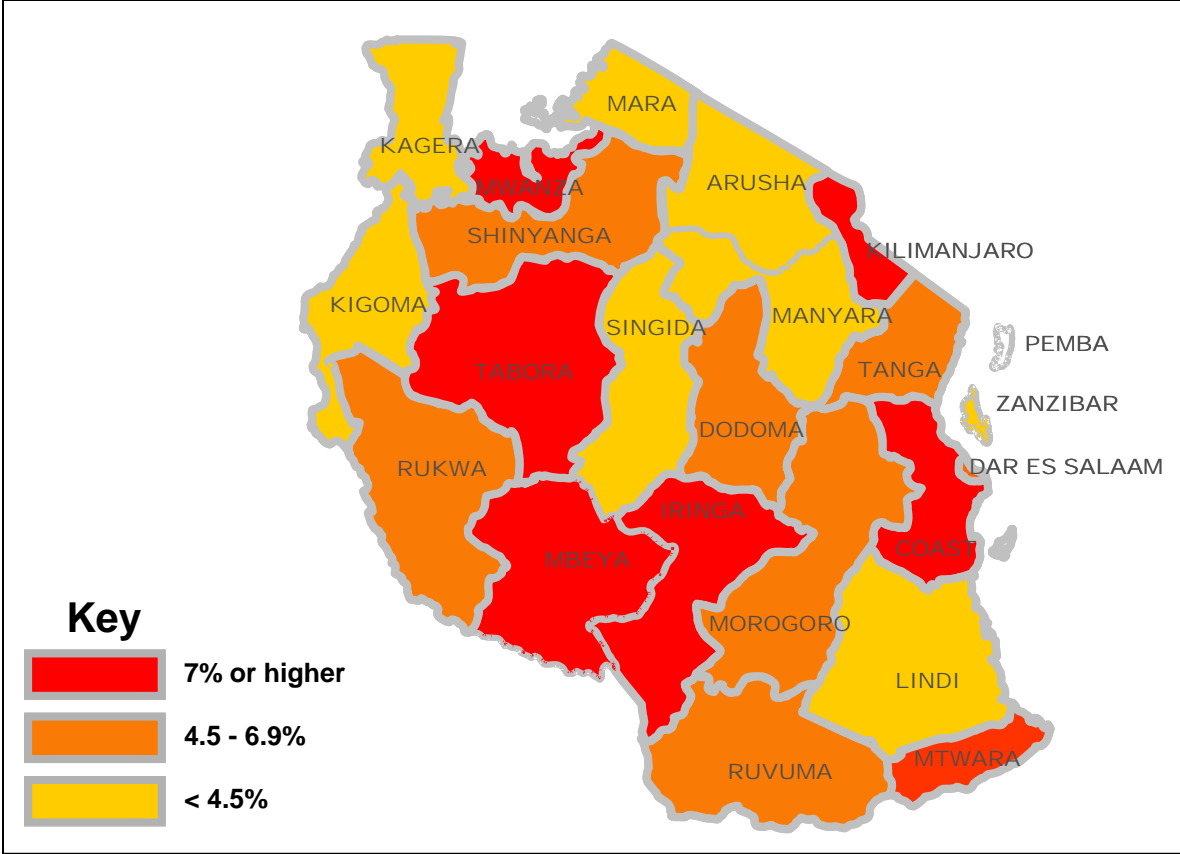 MARA
KAGERA
ARUSHA
MWANZA
SHINYANGA
KILIMANJARO
KIGOMA
SINGIDA
MANYARA
PEMBA
TABORA
TANGA
ZANZIBAR
DODOMA
RUKWA
DAR ES SALAAM
IRINGA
COAST
MBEYA
Key
MOROGORO
7% or higher
LINDI
4.5 - 6.9%
MTWARA
RUVUMA
< 4.5%